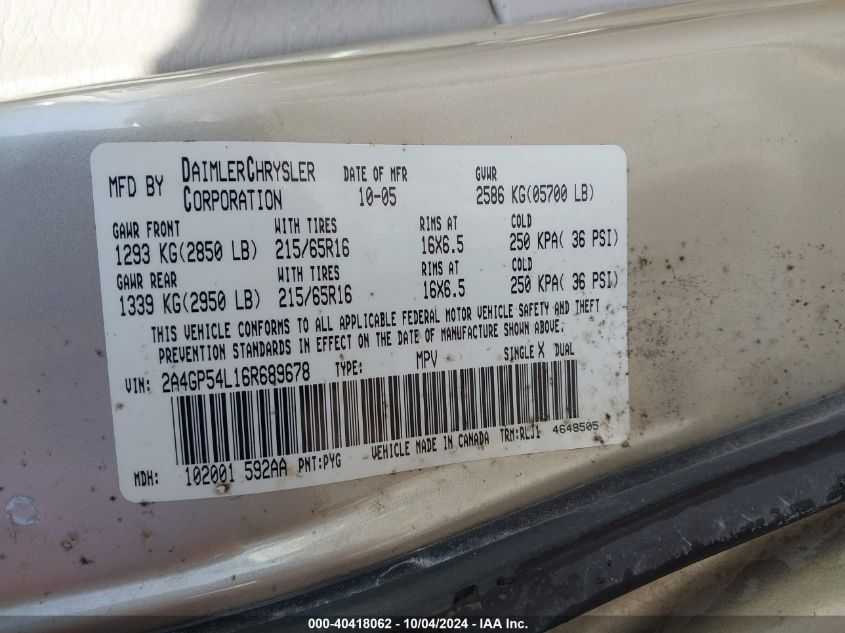 MFD BY DAIMLERCHRYSLER CORPORATION DATE OF MFR 10-05 GVWR 2586 KG(05700 LB)
GAWR FRONT WITH TIRES RIMS AT COLD
1293 KG(2850 LB) 215/65R16 16X6.5 250 KPA( 36 PSI)
GAWR REAR WITH TIRES RIMS AT COLD
1339 KG(2950 LB) 215/65R16 16X6.5 250 KPA( 36 PSI)
THIS VEHICLE CONFORMS TO ALL APPLICABLE FEDERAL MOTOR VEHICLE SAFETY AND THEFT
PREVENTION STANDARDS IN EFFECT ON THE DATE OF MANUFACTURE SHOWN ABOVE.
VIN: 2A4GP54L16R689678 TYPE: MPV SINGLE X DUAL
MDH: 102001 592AA PNT:PYG VEHICLE MADE IN CANADA TRM:RLJ1 4648505
000-40418062 - 10/04/2024 - IAA Inc.